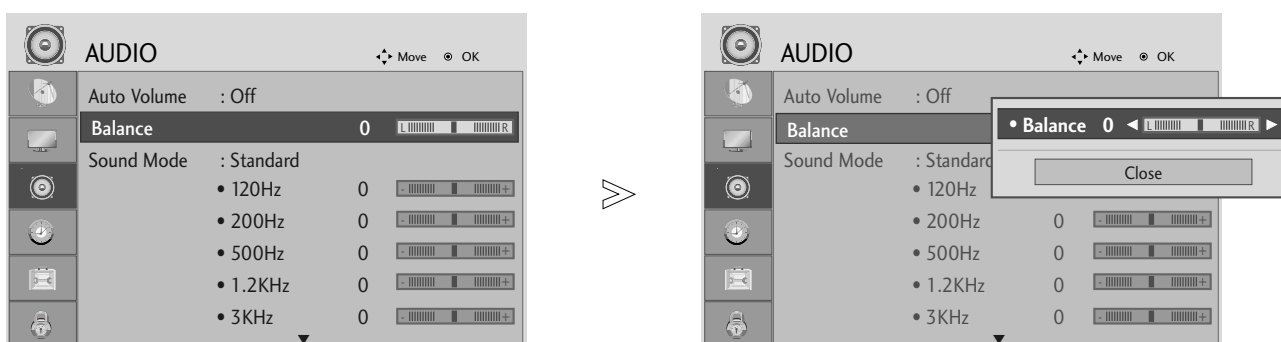 AUDIO Move OK
Auto Volume : Off
Balance 0 L R
Sound Mode : Standard
• 120Hz 0 - +
• 200Hz 0 - +
• 500Hz 0 - +
• 1.2KHz 0 - +
• 3KHz 0 - +
AUDIO Move OK
Auto Volume : Off
Balance
• Balance 0 L R
Close
Sound Mode : Standard
• 120Hz
• 200Hz 0 - +
• 500Hz 0 - +
• 1.2KHz 0 - +
• 3KHz 0 - +